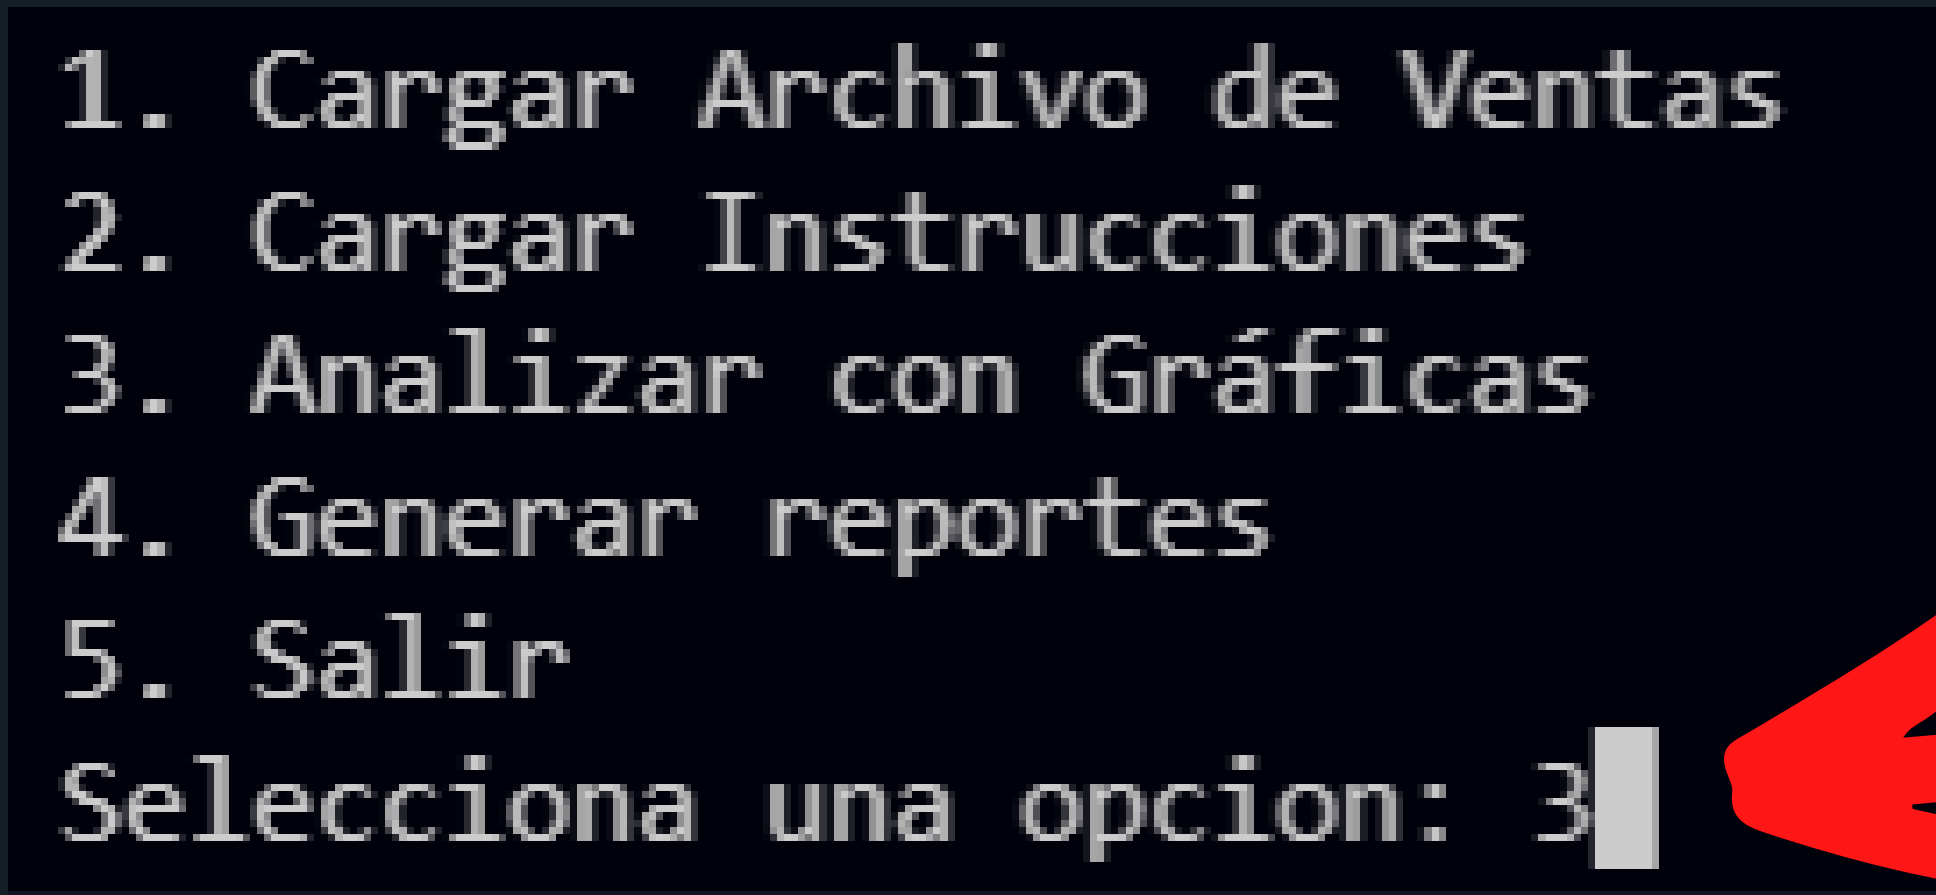 1. Cargar Archivo de Ventas
2. Cargar Instrucciones
3. Analizar con Gráficas
4. Generar reportes
5. Salir
Selecciona una opcion: 3